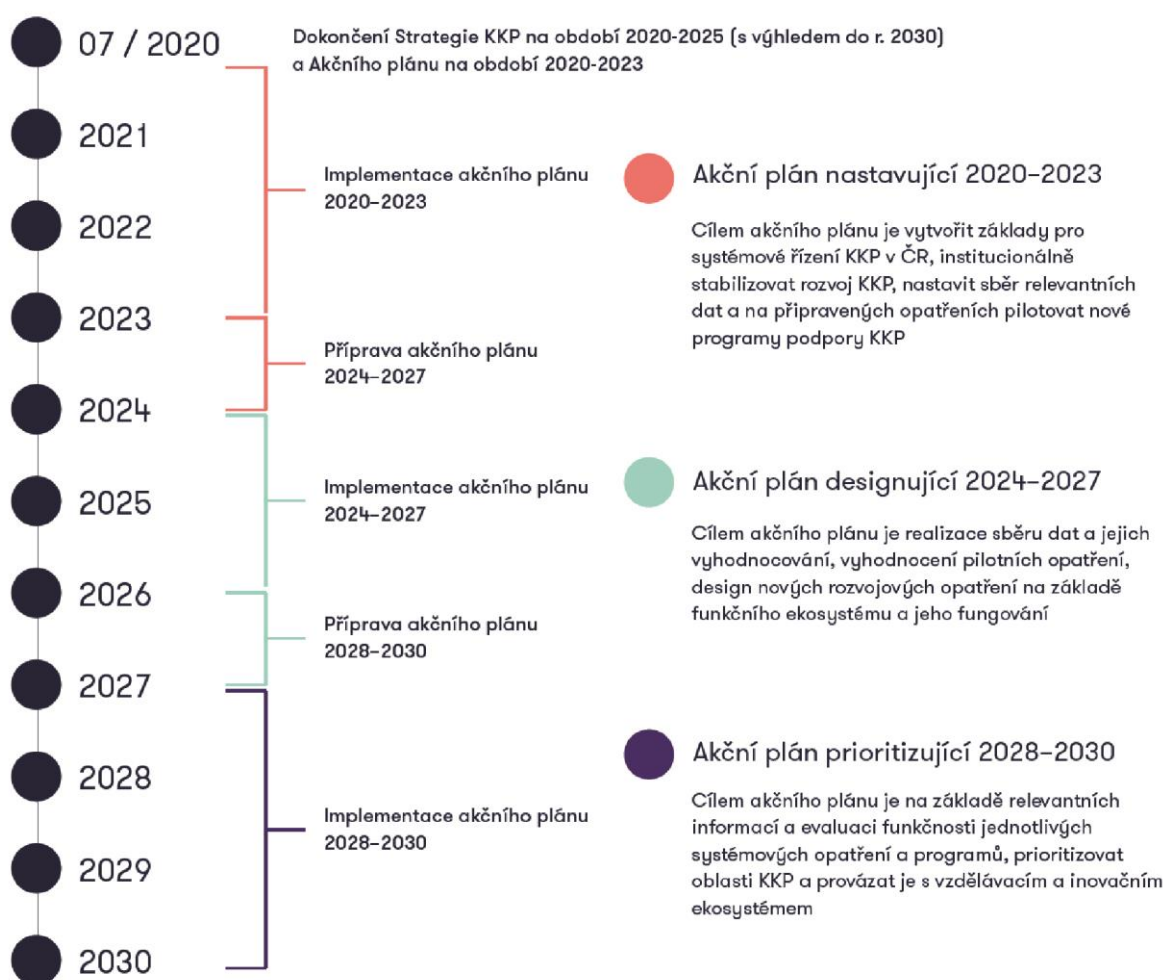 07 / 2020
Dokončení Strategie KKP na období 2020-2025 (s výhledem do r. 2030)
a Akčního plánu na období 2020-2023
2021
2022
2023
2024
2025
2026
2027
2028
2029
2030
Implementace akčního plánu
2020–2023
Příprava akčního plánu
2024–2027
Implementace akčního plánu
2024–2027
Příprava akčního plánu
2028–2030
Implementace akčního plánu
2028–2030
Akční plán nastavující 2020–2023
Cílem akčního plánu je vytvořit základy pro
systémové řízení KKP v ČR, institucionálně
stabilizovat rozvoj KKP, nastavit sběr relevantních
dat a na připravených opatřeních pilotovat nové
programy podpory KKP
Akční plán designující 2024–2027
Cílem akčního plánu je realizace sběru dat a jejich
vyhodnocování, vyhodnocení pilotních opatření,
design nových rozvojových opatření na základě
funkčního ekosystému a jeho fungování
Akční plán prioritizující 2028–2030
Cílem akčního plánu je na základě relevantních
informací a evaluaci funkčnosti jednotlivých
systémových opatření a programů, prioritizovat
oblasti KKP a provázat je s vzdělávacím a inovačním
ekosystémem